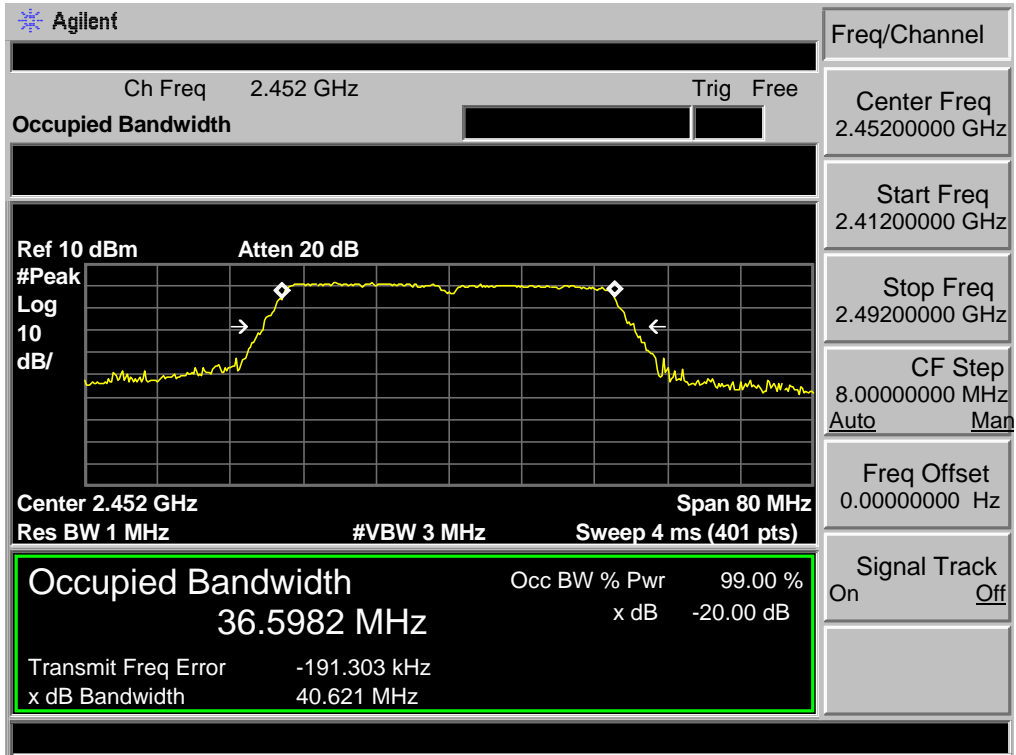 Agilent
Freq/Channel
Ch Freq 2.452 GHz Trig Free
Occupied Bandwidth
Center Freq
2.45200000 GHz
Start Freq
2.41200000 GHz
Stop Freq
2.49200000 GHz
CF Step
8.00000000 MHz
Auto Man
Freq Offset
0.00000000 Hz
Signal Track
On Off
Ref 10 dBm Atten 20 dB
#Peak
Log
10
dB/
Center 2.452 GHz Span 80 MHz
Res BW 1 MHz #VBW 3 MHz Sweep 4 ms (401 pts)
Occupied Bandwidth
36.5982 MHz
Occ BW % Pwr 99.00 %
x dB -20.00 dB
Transmit Freq Error -191.303 kHz
x dB Bandwidth 40.621 MHz